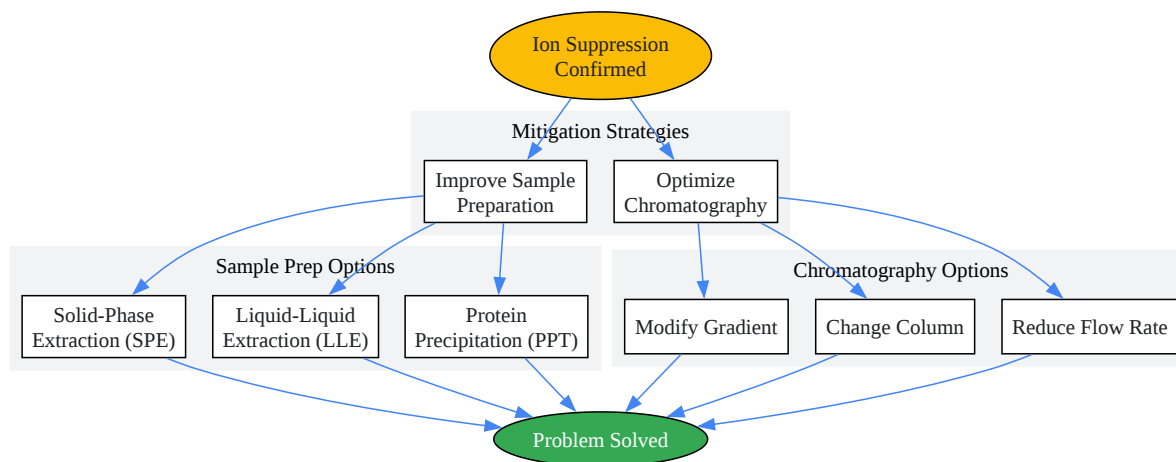 Ion Suppression
Confirmed
Mitigation Strategies
Improve Sample
Preparation
Optimize
Chromatography
Sample Prep Options
Solid-Phase
Extraction (SPE)
Liquid-Liquid
Extraction (LLE)
Protein
Precipitation (PPT)
Chromatography Options
Modify Gradient
Change Column
Reduce Flow Rate
Problem Solved